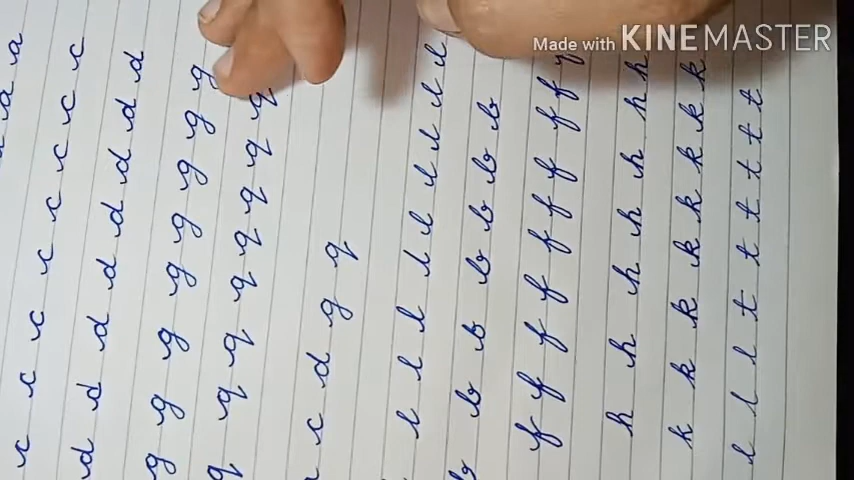 a a
c c c c c c c c
d d d d d d d d
g g g g g g g g
q q q q q q q q
c d g q
l l l l l l l l l
b b b b b b b
f f f f f f f f f f
h h h h h h h
k k k k k k k k
l l l t t t t t t
Made with KINEMASTER